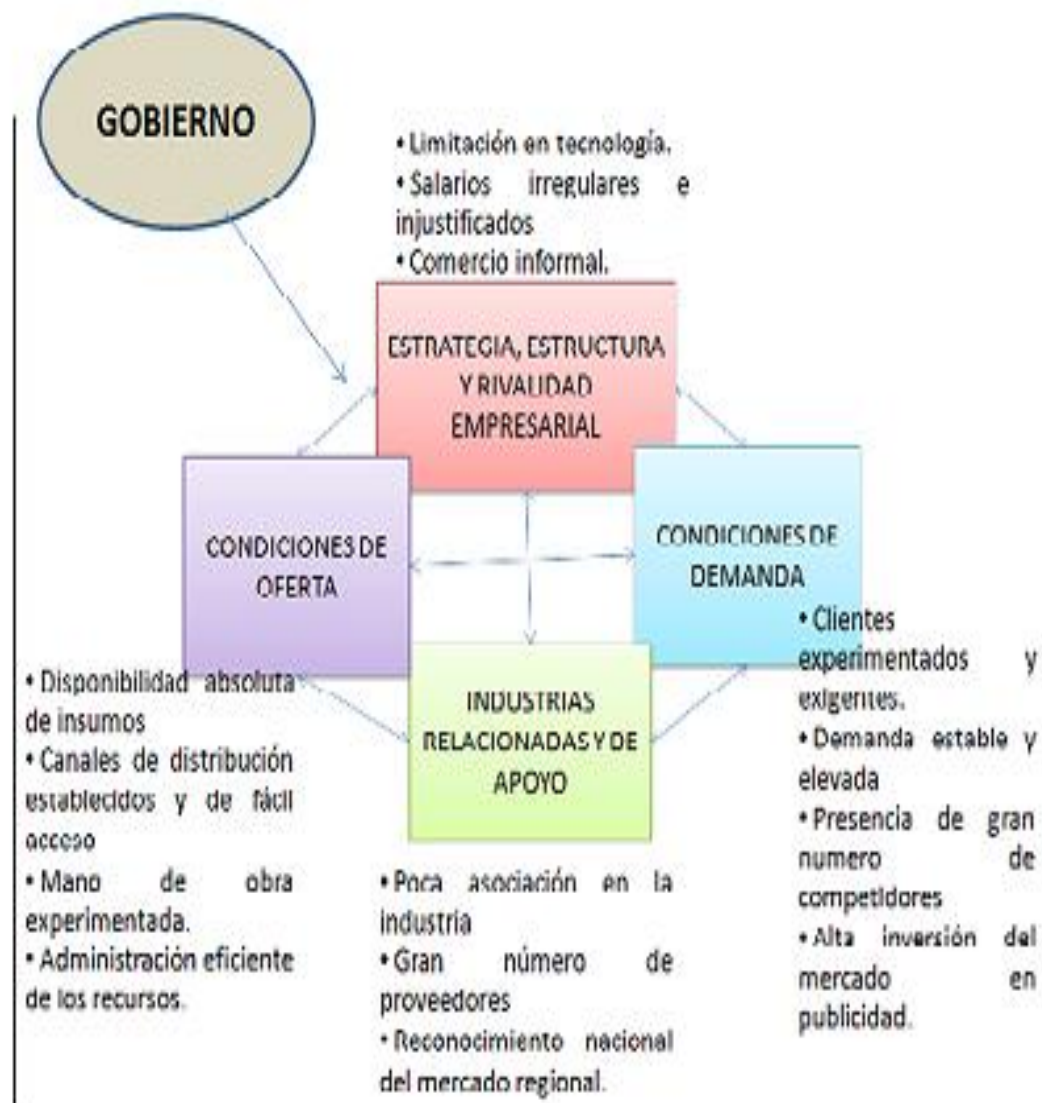 GOBIERNO
• Limitación en tecnología.
• Salarios irregulares e
injustificados
• Comercio informal.
ESTRATEGIA, ESTRUCTURA
Y RIVALIDAD
EMPRESARIAL
CONDICIONES DE
OFERTA
CONDICIONES DE
DEMANDA
INDUSTRIAS
RELACIONADAS Y DE
APOYO
• Disponibilidad absoluta
de insumos
• Canales de distribución
establecidos y de fácil
acceso
• Mano de obra
experimentada.
• Administración eficiente
de los recursos.
• Poca asociación en la
industria
• Gran número de
proveedores
• Reconocimiento nacional
del mercado regional.
• Clientes
experimentados y
exigentes.
• Demanda estable y
elevada
• Presencia de gran
numero de
competidores
• Alta inversión del
mercado en
publicidad.